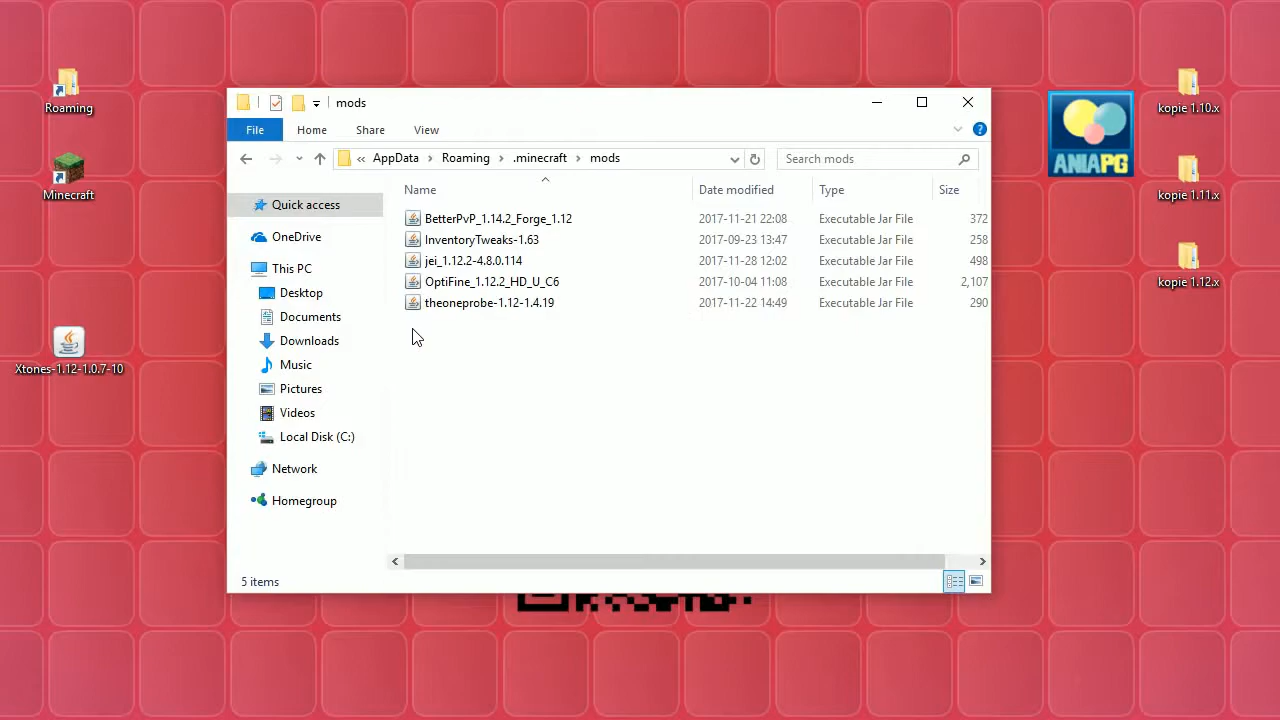 Roaming
Minecraft
Xtones-1.12-1.0.7-10
mods
File Home Share View
« AppData Roaming .minecraft mods
Search mods
Name Date modified Type Size
BetterPvP_1.14.2_Forge_1.12 2017-11-21 22:08 Executable Jar File 372
InventoryTweaks-1.63 2017-09-23 13:47 Executable Jar File 258
jei_1.12.2-4.8.0.114 2017-11-28 12:02 Executable Jar File 498
OptiFine_1.12.2_HD_U_C6 2017-10-04 11:08 Executable Jar File 2,107
theoneprobe-1.12-1.4.19 2017-11-22 14:49 Executable Jar File 290
Quick access
OneDrive
This PC
Desktop
Documents
Downloads
Music
Pictures
Videos
Local Disk (C:)
Network
Homegroup
5 items
ANIAPG
kopie 1.10.x
kopie 1.11.x
kopie 1.12.x